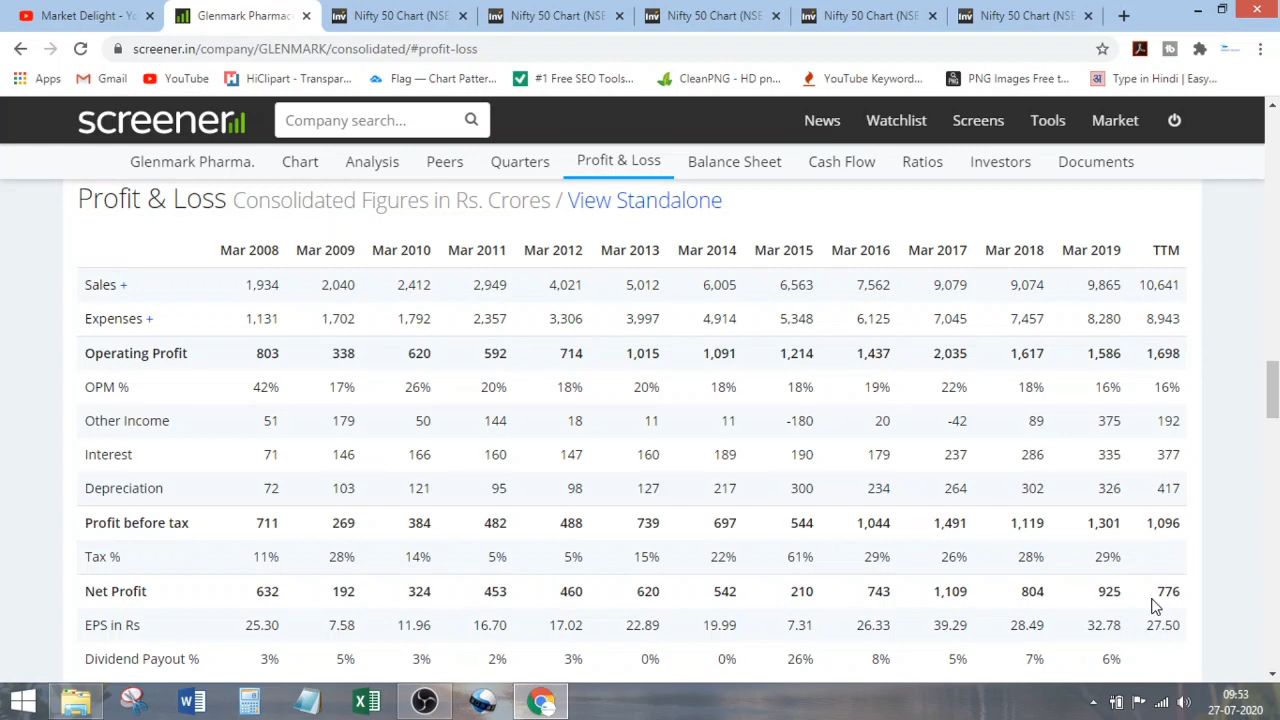 Market Delight - Yo
Glenmark Pharmac
Nifty 50 Chart (NSE
Nifty 50 Chart (NSE
Nifty 50 Chart (NSE
Nifty 50 Chart (NSE
Nifty 50 Chart (NSE
screener.in/company/GLENMARK/consolidated/#profit-loss
Apps Gmail YouTube HiClipart - Transpar... Flag — Chart Patter... #1 Free SEO Tools... CleanPNG - HD pn... YouTube Keyword... PNG Images Free t... Type in Hindi | Easy...
screener Company search... News Watchlist Screens Tools Market
Glenmark Pharma. Chart Analysis Peers Quarters Profit & Loss Balance Sheet Cash Flow Ratios Investors Documents
Profit & Loss Consolidated Figures in Rs. Crores / View Standalone
Mar 2008 Mar 2009 Mar 2010 Mar 2011 Mar 2012 Mar 2013 Mar 2014 Mar 2015 Mar 2016 Mar 2017 Mar 2018 Mar 2019 TTM
Sales + 1,934 2,040 2,412 2,949 4,021 5,012 6,005 6,563 7,562 9,079 9,074 9,865 10,641
Expenses + 1,131 1,702 1,792 2,357 3,306 3,997 4,914 5,348 6,125 7,045 7,457 8,280 8,943
Operating Profit 803 338 620 592 714 1,015 1,091 1,214 1,437 2,035 1,617 1,586 1,698
OPM % 42% 17% 26% 20% 18% 20% 18% 18% 19% 22% 18% 16% 16%
Other Income 51 179 50 144 18 11 11 -180 20 -42 89 375 192
Interest 71 146 166 160 147 160 189 190 179 237 286 335 377
Depreciation 72 103 121 95 98 127 217 300 234 264 302 326 417
Profit before tax 711 269 384 482 488 739 697 544 1,044 1,491 1,119 1,301 1,096
Tax % 11% 28% 14% 5% 5% 15% 22% 61% 29% 26% 28% 29%
Net Profit 632 192 324 453 460 620 542 210 743 1,109 804 925 776
EPS in Rs 25.30 7.58 11.96 16.70 17.02 22.89 19.99 7.31 26.33 39.29 28.49 32.78 27.50
Dividend Payout % 3% 5% 3% 2% 3% 0% 0% 26% 8% 5% 7% 6%
09:53
27-07-2020